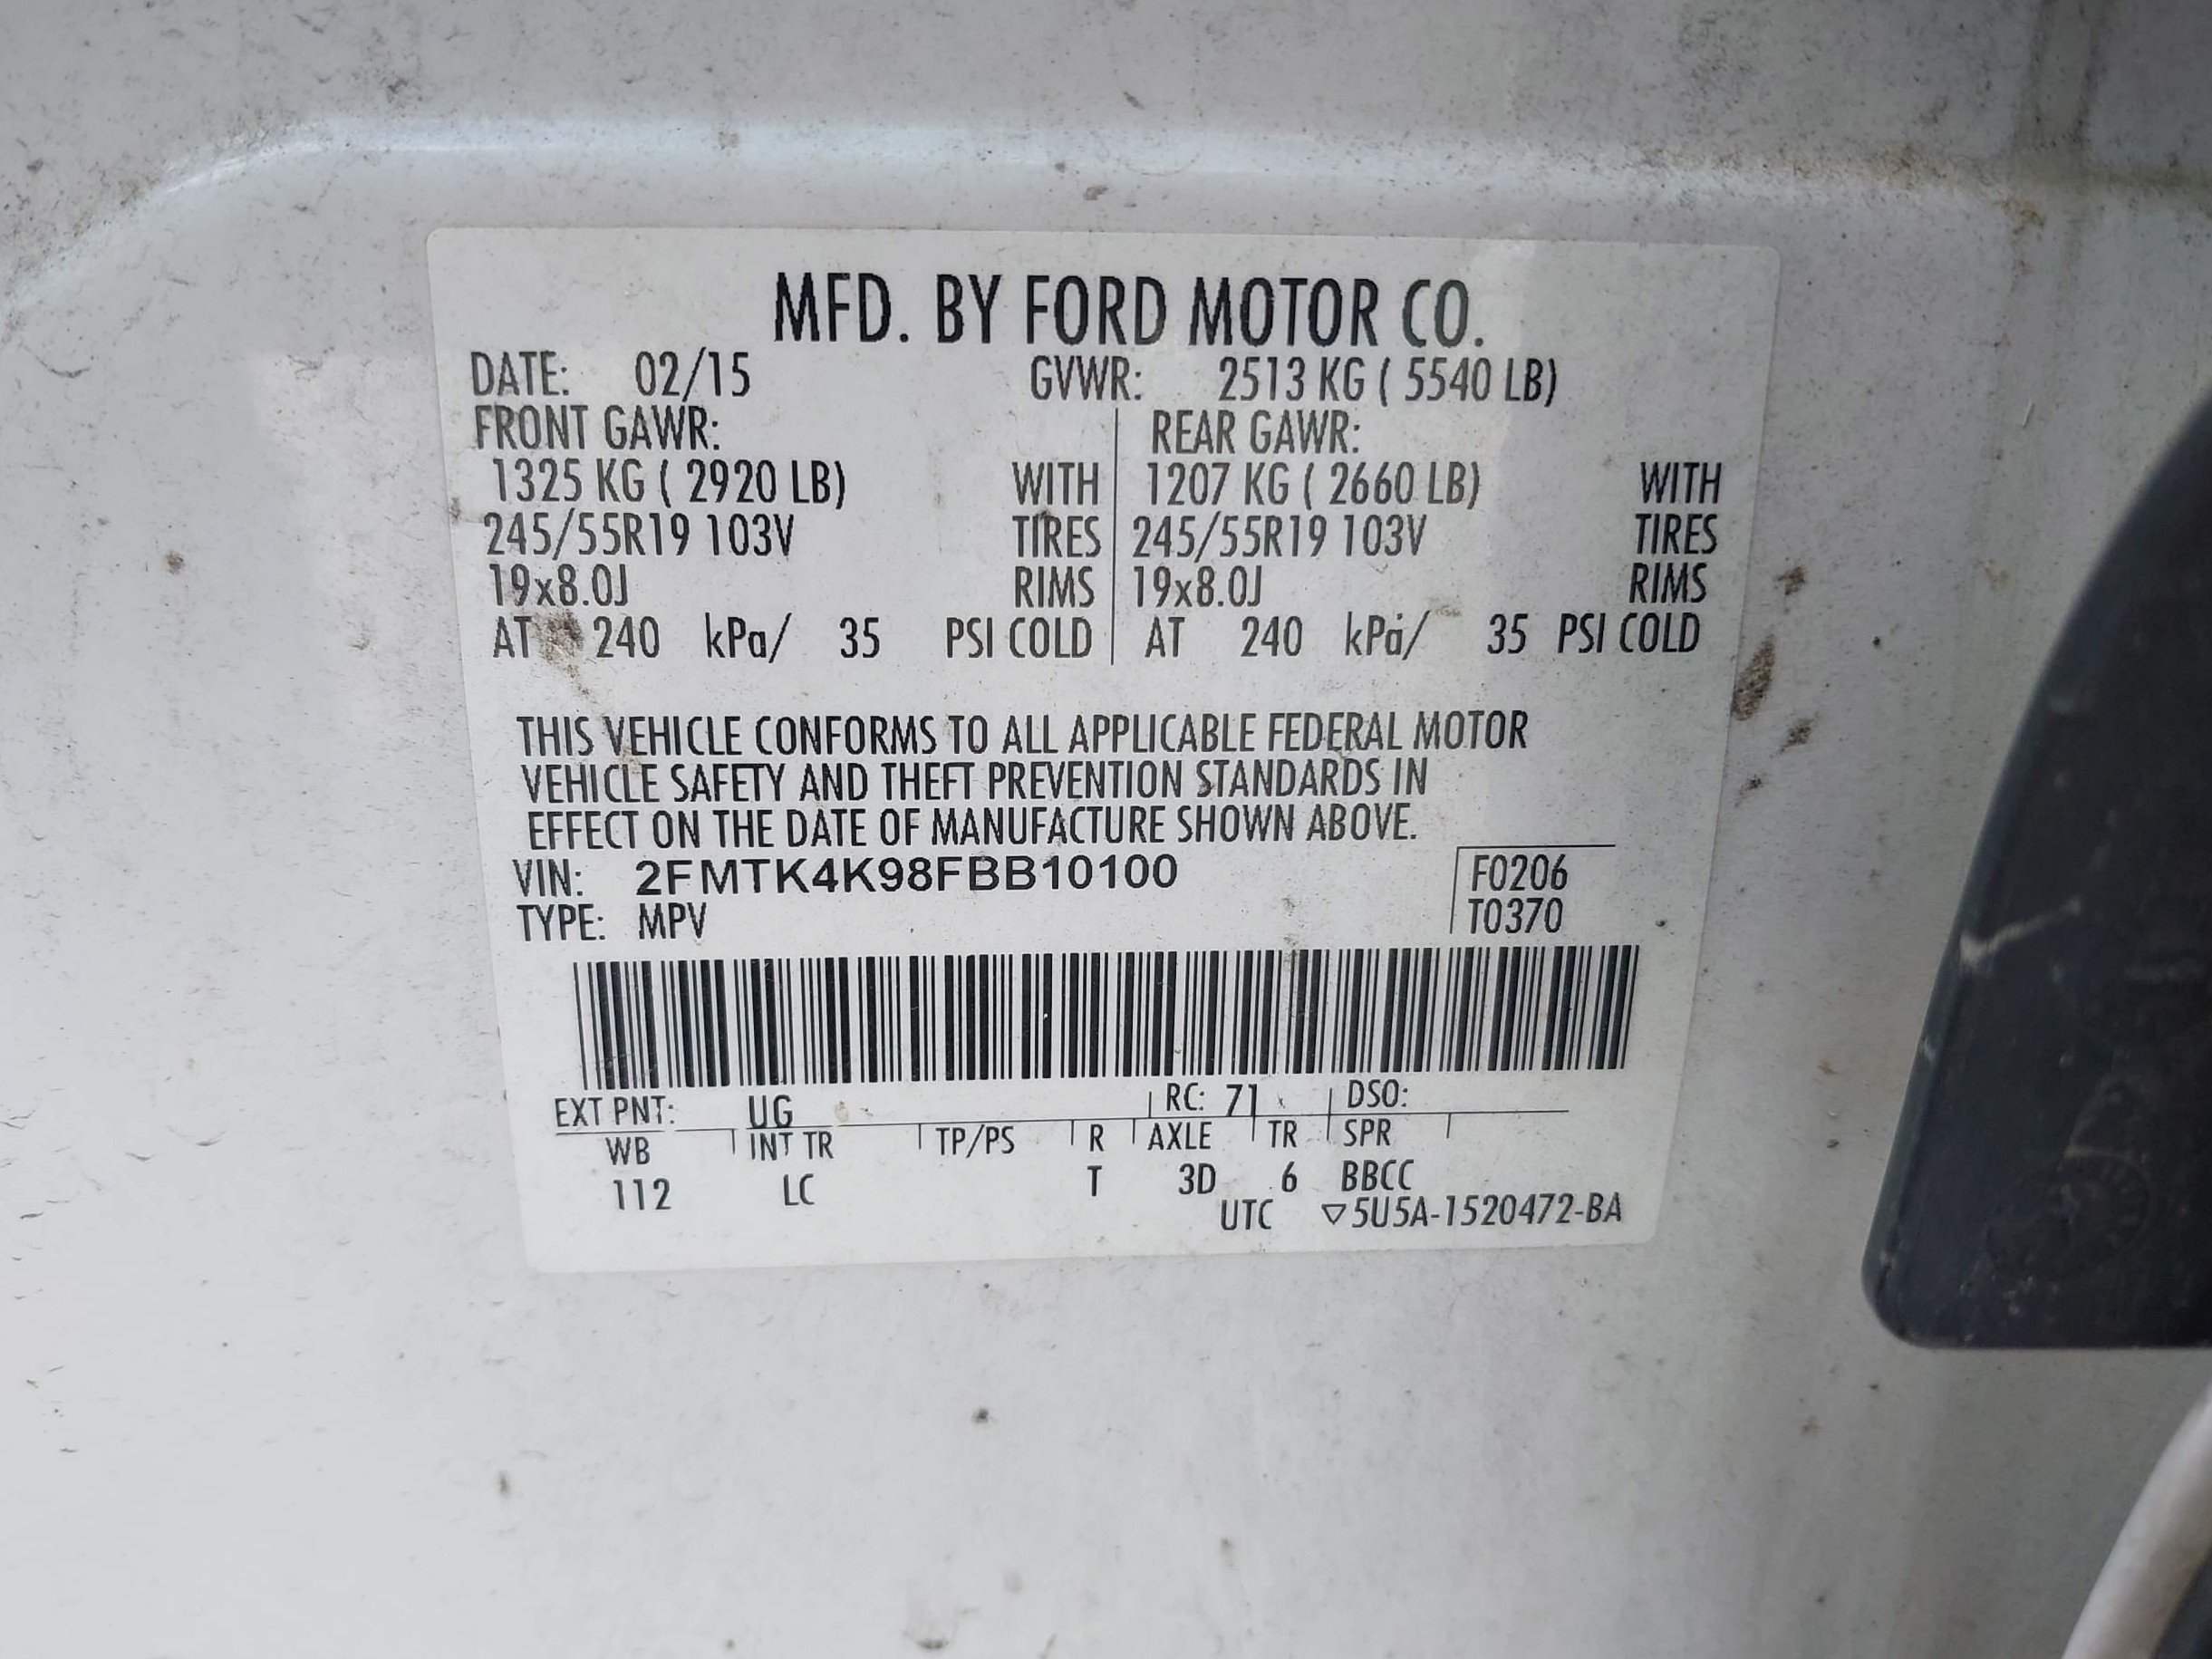 MFD. BY FORD MOTOR CO.
DATE: 02/15 GVWR: 2513 KG ( 5540 LB)
FRONT GAWR: REAR GAWR:
1325 KG ( 2920 LB) WITH 1207 KG ( 2660 LB) WITH
245/55R19 103V TIRES 245/55R19 103V TIRES
19x8.0J RIMS 19x8.0J RIMS
AT 240 kPa/ 35 PSI COLD AT 240 kPa/ 35 PSI COLD
THIS VEHICLE CONFORMS TO ALL APPLICABLE FEDERAL MOTOR
VEHICLE SAFETY AND THEFT PREVENTION STANDARDS IN
EFFECT ON THE DATE OF MANUFACTURE SHOWN ABOVE.
VIN: 2FMTK4K98FBB10100 F0206
TYPE: MPV T0370
EXT PNT: UG RC: 71 DSO:
WB INT TR TP/PS R AXLE TR SPR
112 LC T 3D 6 BBCC
UTC ▽5U5A-1520472-BA